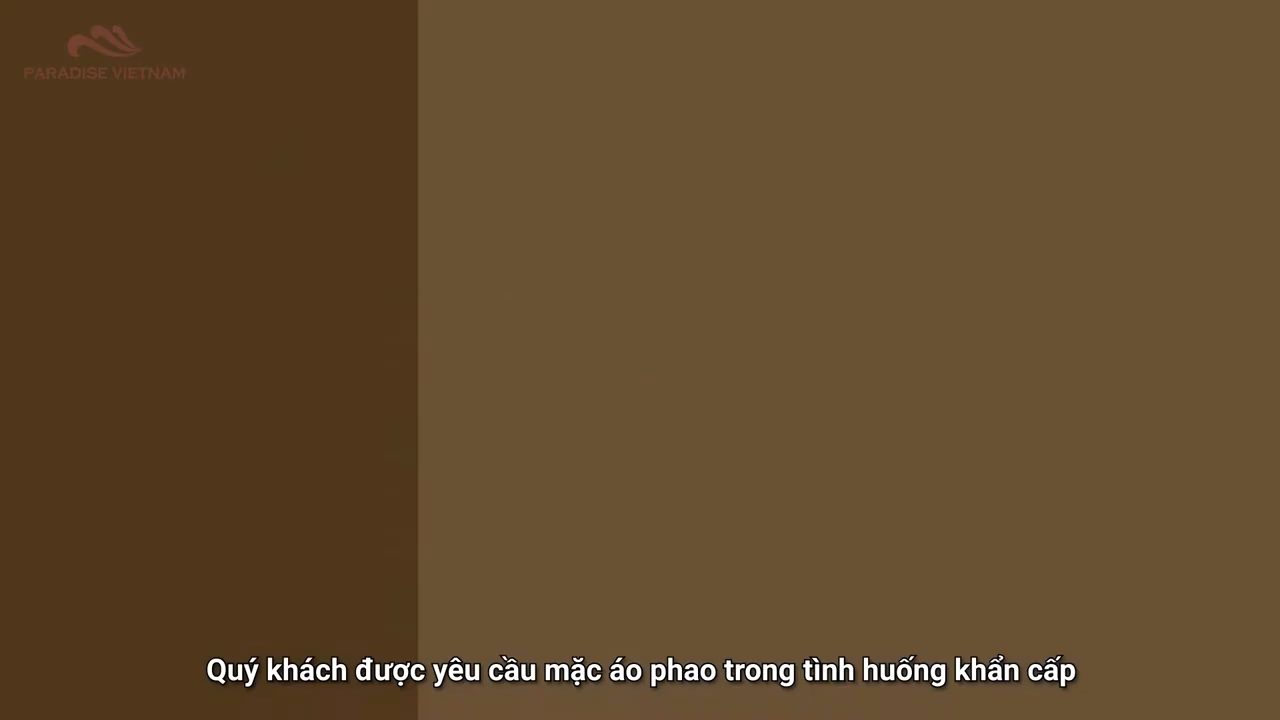 PARADISE VIETNAM
Quý khách được yêu cầu mặc áo phao trong tình huống khẩn cấp